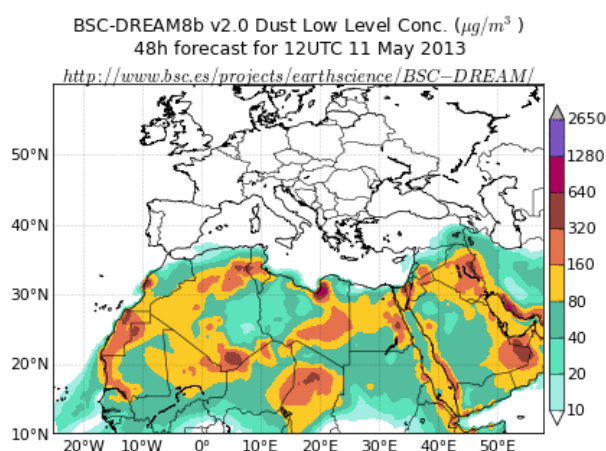 BSC-DREAM8b v2.0 Dust Low Level Conc. (μg/m³ )
48h forecast for 12UTC 11 May 2013
http://www.bsc.es/projects/earthscience/BSC−DREAM/
2650
1280
640
320
160
80
40
20
10
50°N
40°N
30°N
20°N
10°N
20°W 10°W 0° 10°E 20°E 30°E 40°E 50°E